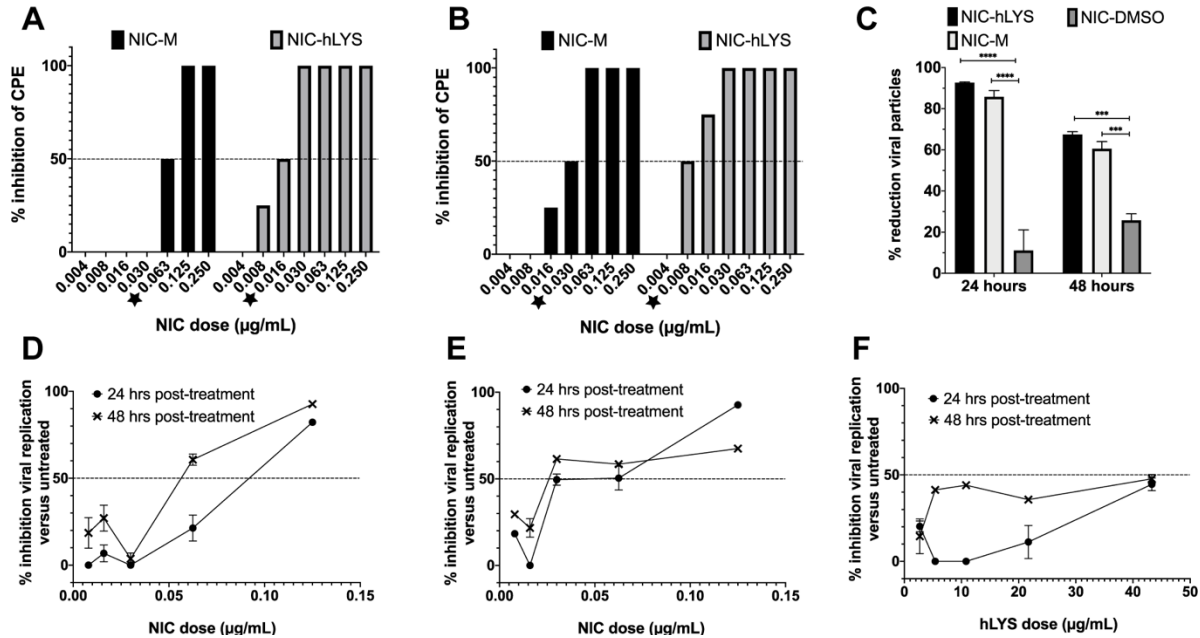 A
NIC-M
NIC-hLYS
% inhibition of CPE
100
50
0
0.004
0.008
0.016
0.030
0.063
0.125
0.250
0.004
0.008
0.016
0.030
0.063
0.125
0.250
NIC dose (µg/mL)
B
NIC-M
NIC-hLYS
% inhibition of CPE
100
50
0
0.004
0.008
0.016
0.030
0.063
0.125
0.250
0.004
0.008
0.016
0.030
0.063
0.125
0.250
NIC dose (µg/mL)
C
NIC-hLYS
NIC-DMSO
NIC-M
% reduction viral particles
100
80
60
40
20
0
****
****
***
***
24 hours
48 hours
D
24 hrs post-treatment
48 hrs post-treatment
% inhibition viral replication
versus untreated
100
50
0
0.00
0.05
0.10
0.15
NIC dose (µg/mL)
E
24 hrs post-treatment
48 hrs post-treatment
% inhibition viral replication
versus untreated
100
50
0
0.00
0.05
0.10
0.15
NIC dose (µg/mL)
F
24 hrs post-treatment
48 hrs post-treatment
% inhibition viral replication
versus untreated
100
50
0
0
10
20
30
40
50
hLYS dose (µg/mL)